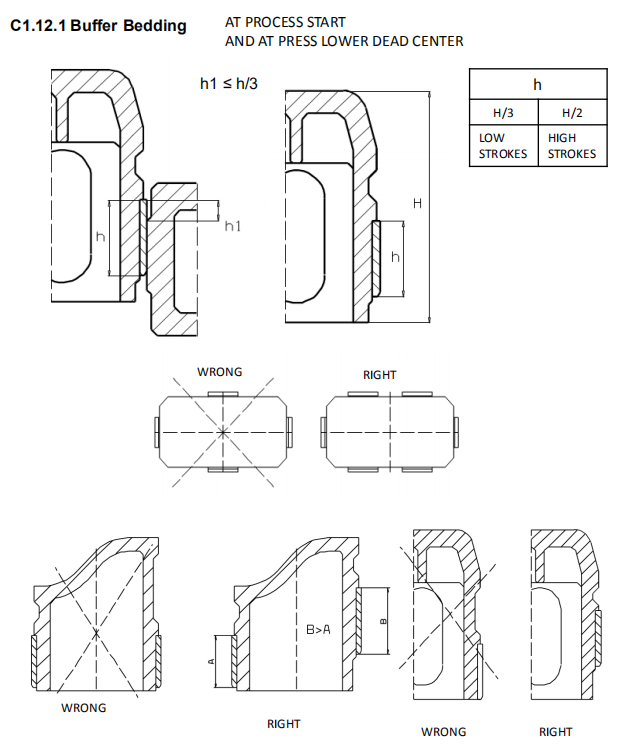 C1.12.1 Buffer Bedding
AT PROCESS START
AND AT PRESS LOWER DEAD CENTER
h1 ≤ h/3
h
H/3
H/2
LOW
STROKES
HIGH
STROKES
h
h1
H
h
WRONG
RIGHT
B>A
A
B
WRONG
RIGHT
WRONG
RIGHT